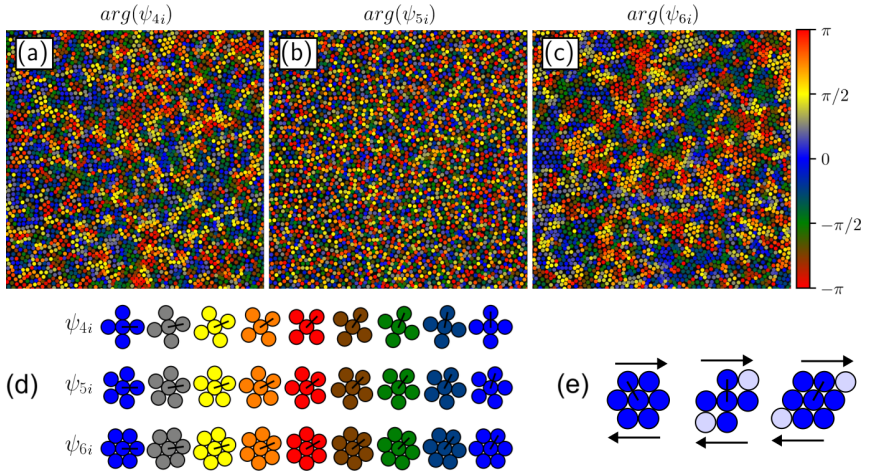 arg(ψ₄ᵢ) arg(ψ₅ᵢ) arg(ψ₆ᵢ)
(a) (b) (c)
π
π/2
0
−π/2
−π
ψ₄ᵢ
(d) ψ₅ᵢ (e)
ψ₆ᵢ